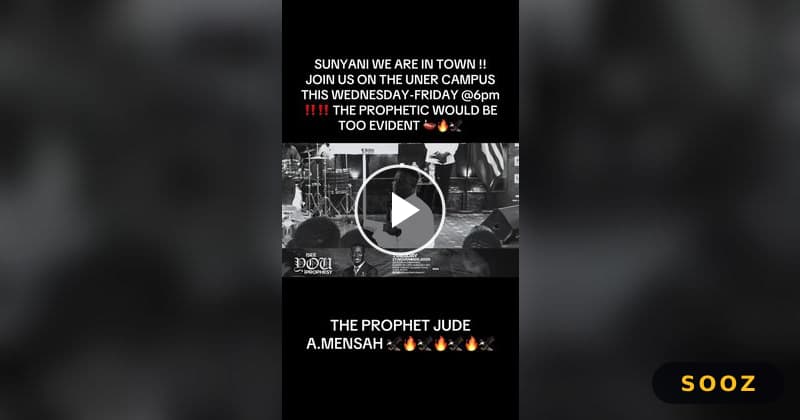 SUNYANI WE ARE IN TOWN !!
JOIN US ON THE UNER CAMPUS
THIS WEDNESDAY-FRIDAY @6pm
‼️‼️ THE PROPHETIC WOULD BE
TOO EVIDENT
I SEE
YOU
& PROPHESY
THE PROPHET JUDE
A.MENSAH
SOOZ